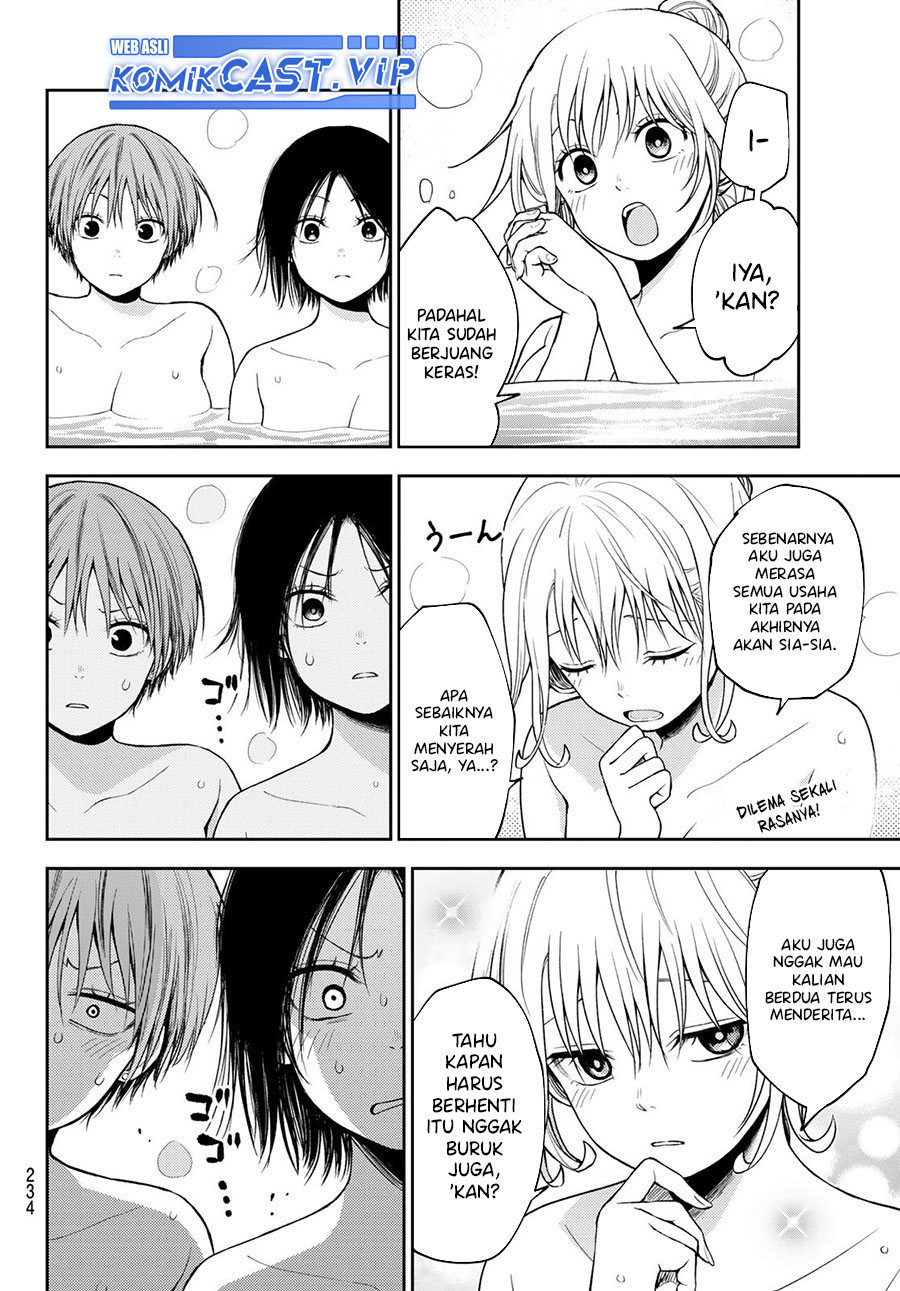 WEB ASLI
KOMIKCAST.VIP
I-
IYA,
'KAN?
PADAHAL
KITA SUDAH
BERJUANG
KERAS!
SEBENARNYA
AKU JUGA
MERASA
SEMUA USAHA
KITA PADA
AKHIRNYA
AKAN SIA-SIA.
うーん
APA
SEBAIKNYA
KITA
MENYERAH
SAJA, YA...?
DILEMA SEKALI
RASANYA!
ゴ...
AKU JUGA
NGGAK MAU
KALIAN
BERDUA TERUS
MENDERITA...
TAHU
KAPAN
HARUS
BERHENTI
ITU NGGAK
BURUK
JUGA,
'KAN?
ゴ...
ゴ...
234